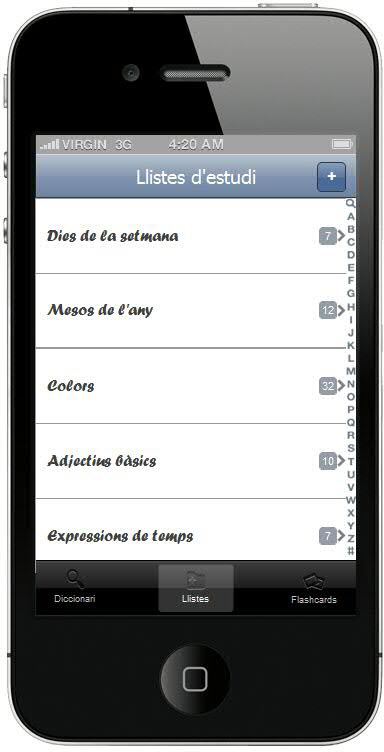 VIRGIN 3G 4:20 AM
Llistes d'estudi +
Dies de la setmana 7
Mesos de l'any 12
Colors 32
Adjectius bàsics 10
Expressions de temps 7
A
B
C
D
E
F
G
H
I
J
K
L
M
N
O
P
Q
R
S
T
U
V
W
X
Y
Z
#
Diccionari Llistes Flashcards